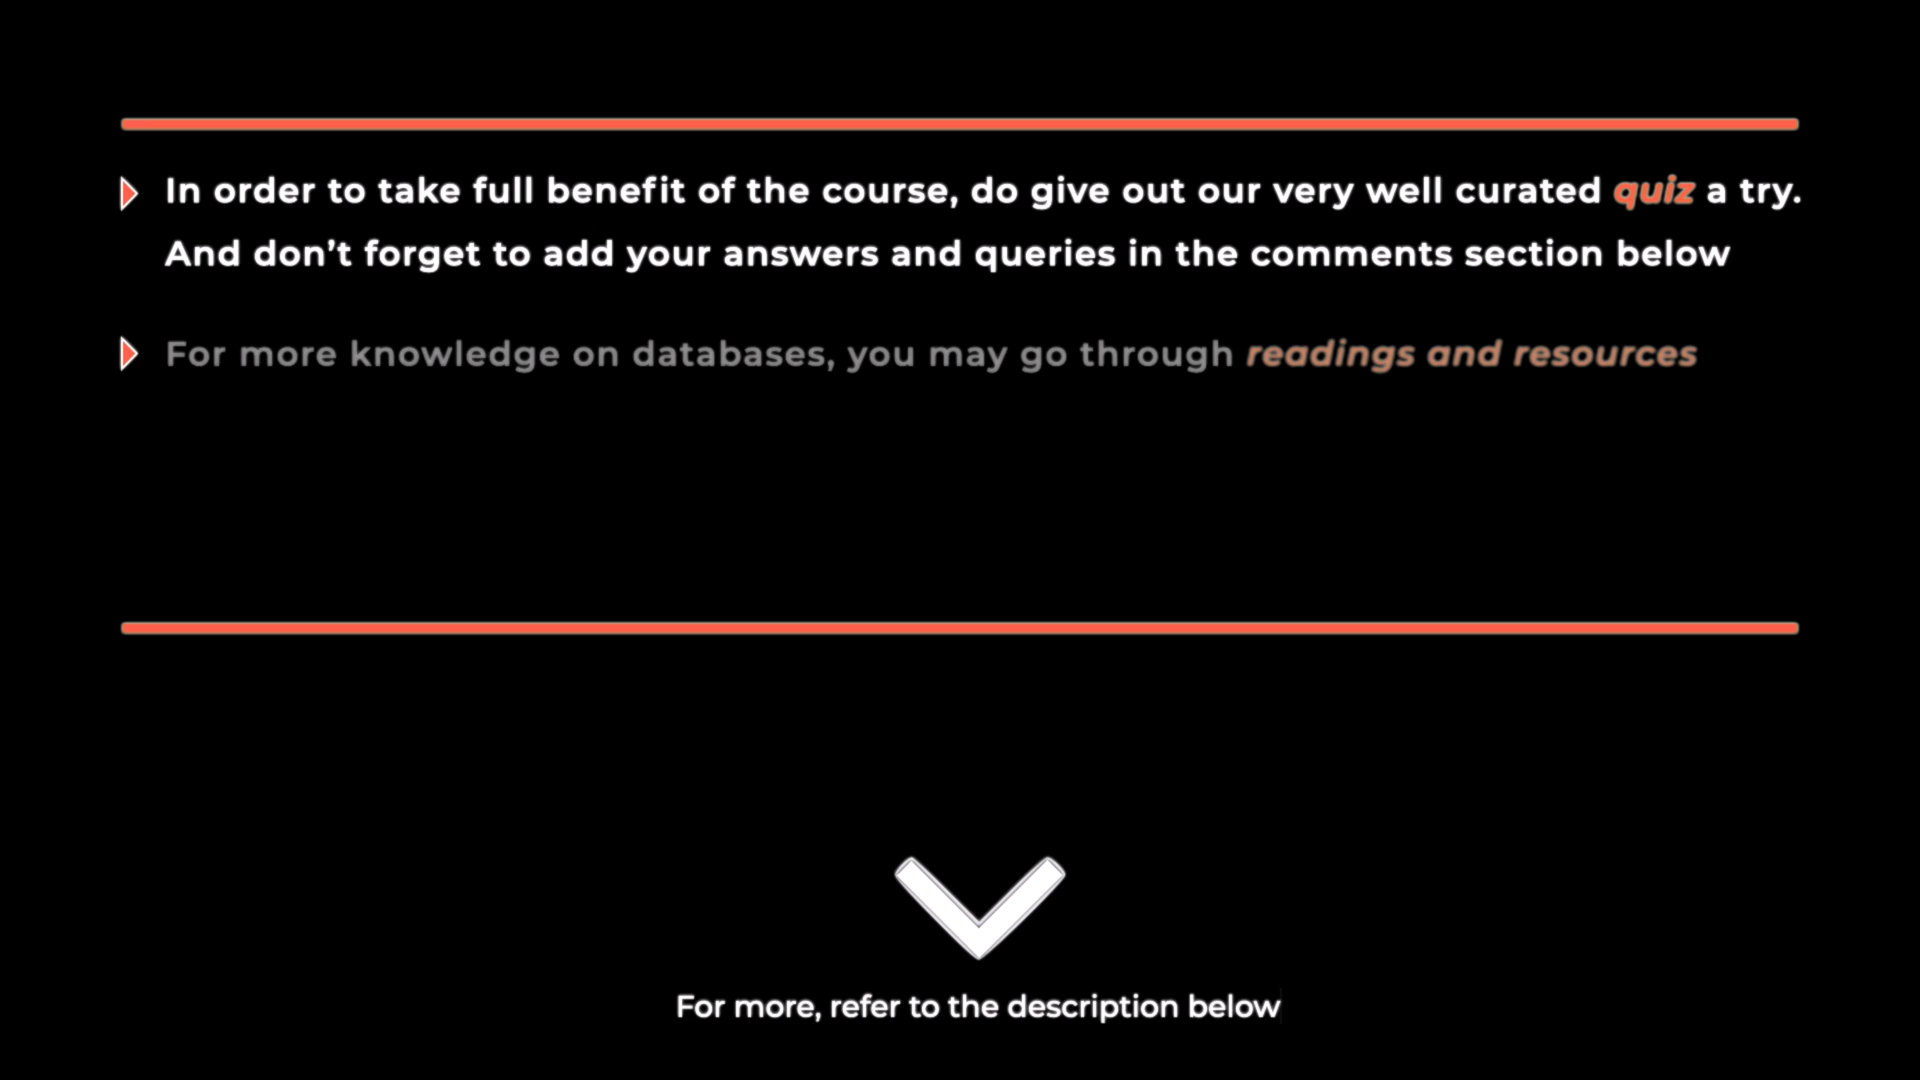 In order to take full benefit of the course, do give out our very well curated quiz a try.
And don’t forget to add your answers and queries in the comments section below
For more knowledge on databases, you may go through readings and resources
For more, refer to the description below